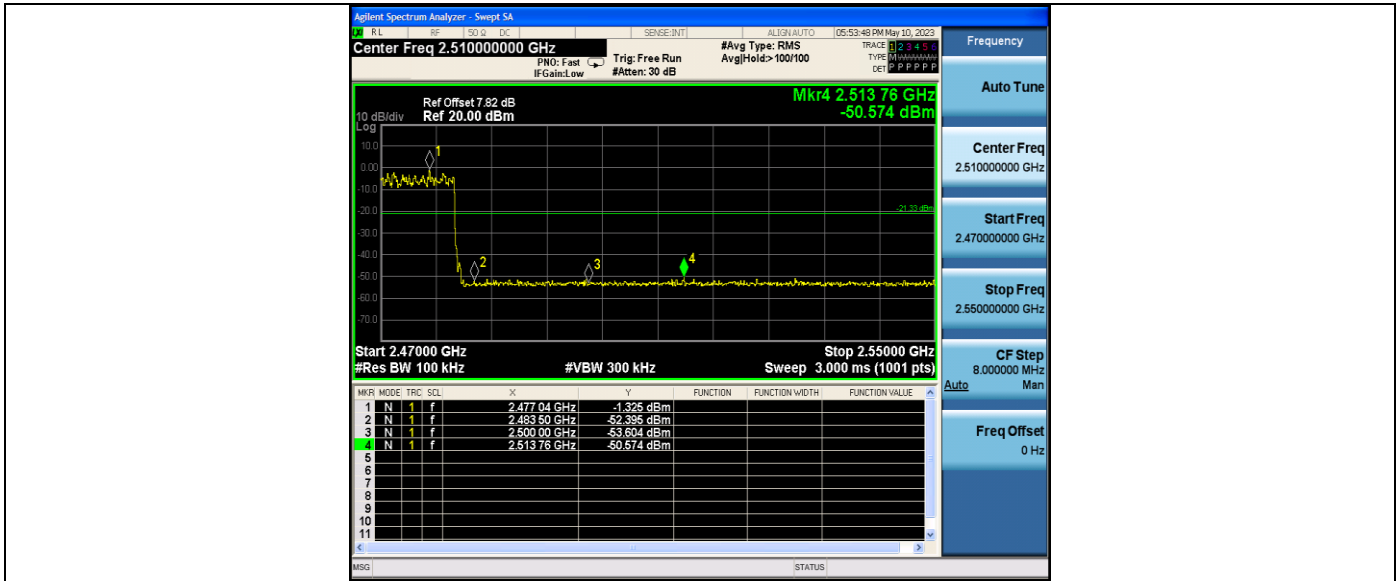 Agilent Spectrum Analyzer - Swept SA
RL RF 50 Ω DC SENSE:INT ALIGN AUTO 05:53:48 PM May 10, 2023
Center Freq 2.510000000 GHz #Avg Type: RMS TRACE 1 2 3 4 5 6
PNO: Fast Trig: Free Run Avg|Hold:> 100/100 TYPE M WWWWW
IFGain:Low #Atten: 30 dB DET P P P P P P
Mkr4 2.513 76 GHz
-50.574 dBm
Ref Offset 7.82 dB
10 dB/div Ref 20.00 dBm
Log
10.0
0.00
-10.0
-20.0
-30.0
-40.0
-50.0
-60.0
-70.0
1
-21.33 dBm
2
3
4
Start 2.47000 GHz Stop 2.55000 GHz
#Res BW 100 kHz #VBW 300 kHz Sweep 3.000 ms (1001 pts)
MKR MODE TRC SCL X Y FUNCTION FUNCTION WIDTH FUNCTION VALUE
1 N 1 f 2.477 04 GHz -1.325 dBm
2 N 1 f 2.483 50 GHz -52.395 dBm
3 N 1 f 2.500 00 GHz -53.604 dBm
4 N 1 f 2.513 76 GHz -50.574 dBm
5
6
7
8
9
10
11
MSG STATUS
Frequency
Auto Tune
Center Freq
2.510000000 GHz
Start Freq
2.470000000 GHz
Stop Freq
2.550000000 GHz
CF Step
8.000000 MHz
Auto Man
Freq Offset
0 Hz